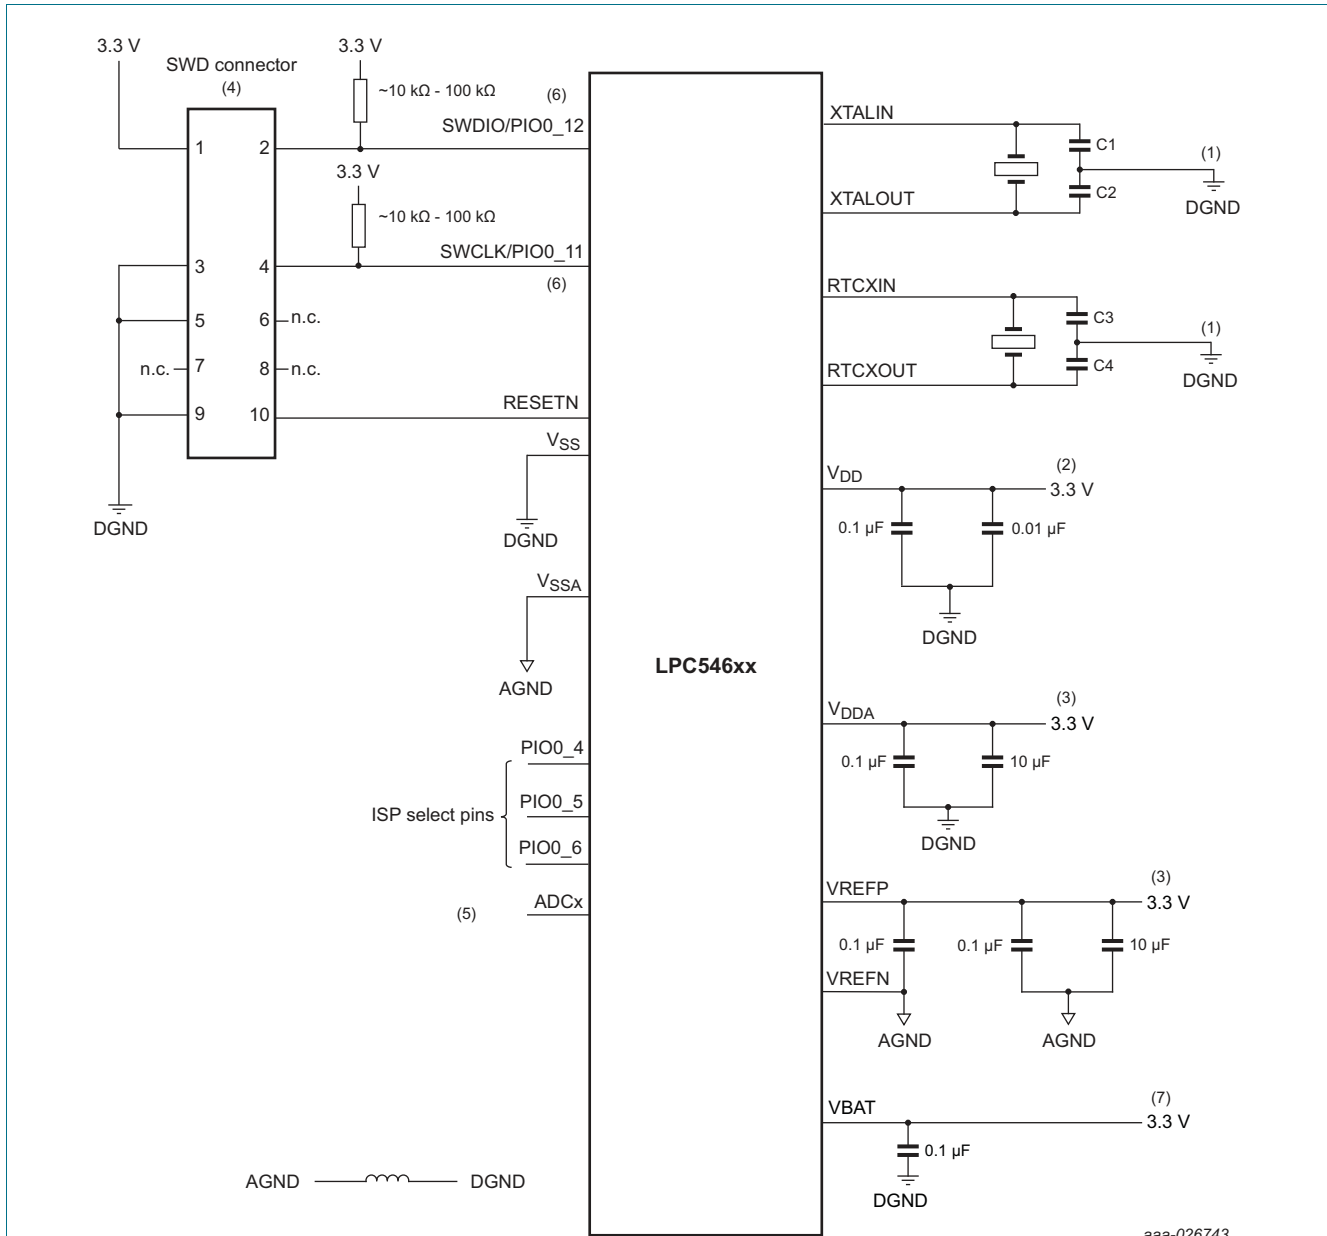 3.3 V
SWD connector
(4)
3.3 V
~10 kΩ - 100 kΩ
(6)
SWDIO/PIO0_12
1
2
3.3 V
~10 kΩ - 100 kΩ
SWCLK/PIO0_11
(6)
3
4
5
6
n.c.
n.c.
7
8
n.c.
9
10
RESETN
DGND
VSS
DGND
VSSA
AGND
PIO0_4
ISP select pins
PIO0_5
PIO0_6
(5)
ADCx
AGND
DGND
LPC546xx
XTALIN
C1
(1)
C2
DGND
XTALOUT
RTCXIN
C3
(1)
C4
DGND
RTCXOUT
VDD
(2)
3.3 V
0.1 µF
0.01 µF
DGND
VDDA
(3)
3.3 V
0.1 µF
10 µF
DGND
VREFP
(3)
3.3 V
0.1 µF
0.1 µF
10 µF
VREFN
AGND
AGND
VBAT
(7)
3.3 V
0.1 µF
DGND
aaa-026743